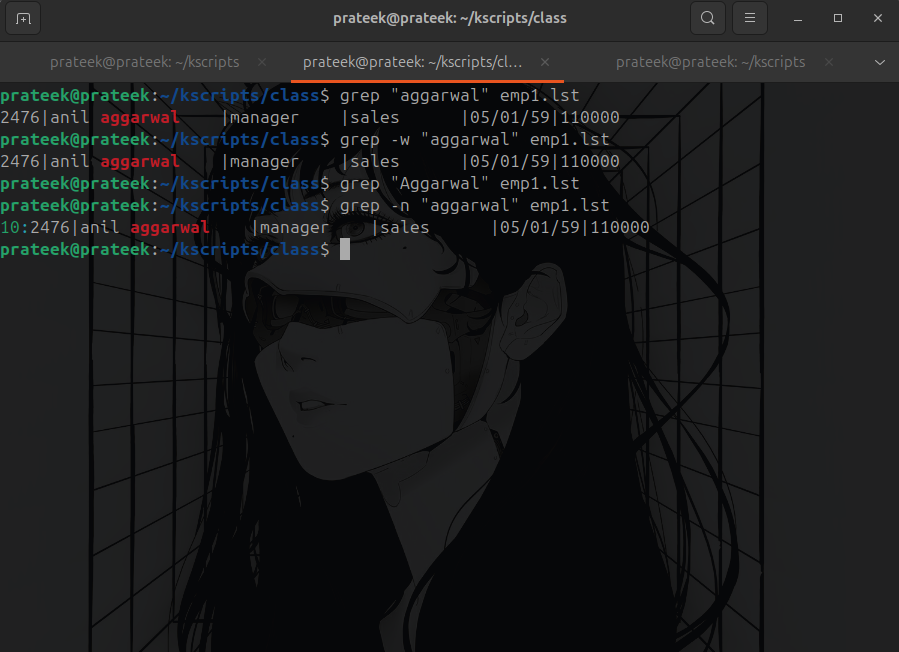 prateek@prateek: ~/kscripts/class
prateek@prateek: ~/kscripts
prateek@prateek: ~/kscripts/cl…
prateek@prateek: ~/kscripts
prateek@prateek:~/kscripts/class$ grep "aggarwal" emp1.lst
2476|anil aggarwal    |manager    |sales      |05/01/59|110000
prateek@prateek:~/kscripts/class$ grep -w "aggarwal" emp1.lst
2476|anil aggarwal    |manager    |sales      |05/01/59|110000
prateek@prateek:~/kscripts/class$ grep "Aggarwal" emp1.lst
prateek@prateek:~/kscripts/class$ grep -n "aggarwal" emp1.lst
10:2476|anil aggarwal    |manager    |sales      |05/01/59|110000
prateek@prateek:~/kscripts/class$